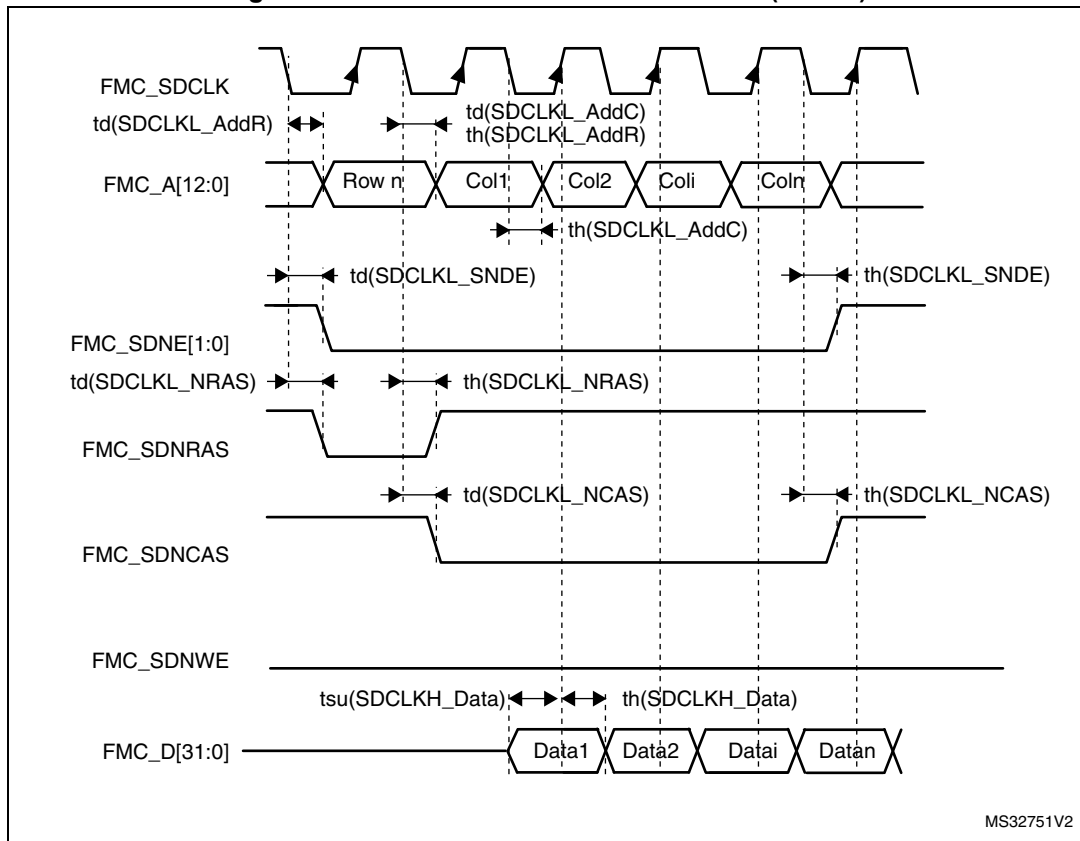 FMC_SDCLK
td(SDCLKL_AddR)
td(SDCLKL_AddC)
th(SDCLKL_AddR)
FMC_A[12:0]
Row n
Col1
Col2
Coli
Coln
th(SDCLKL_AddC)
td(SDCLKL_SNDE)
th(SDCLKL_SNDE)
FMC_SDNE[1:0]
td(SDCLKL_NRAS)
th(SDCLKL_NRAS)
FMC_SDNRAS
td(SDCLKL_NCAS)
th(SDCLKL_NCAS)
FMC_SDNCAS
FMC_SDNWE
tsu(SDCLKH_Data)
th(SDCLKH_Data)
FMC_D[31:0]
Data1
Data2
Datai
Datan
MS32751V2